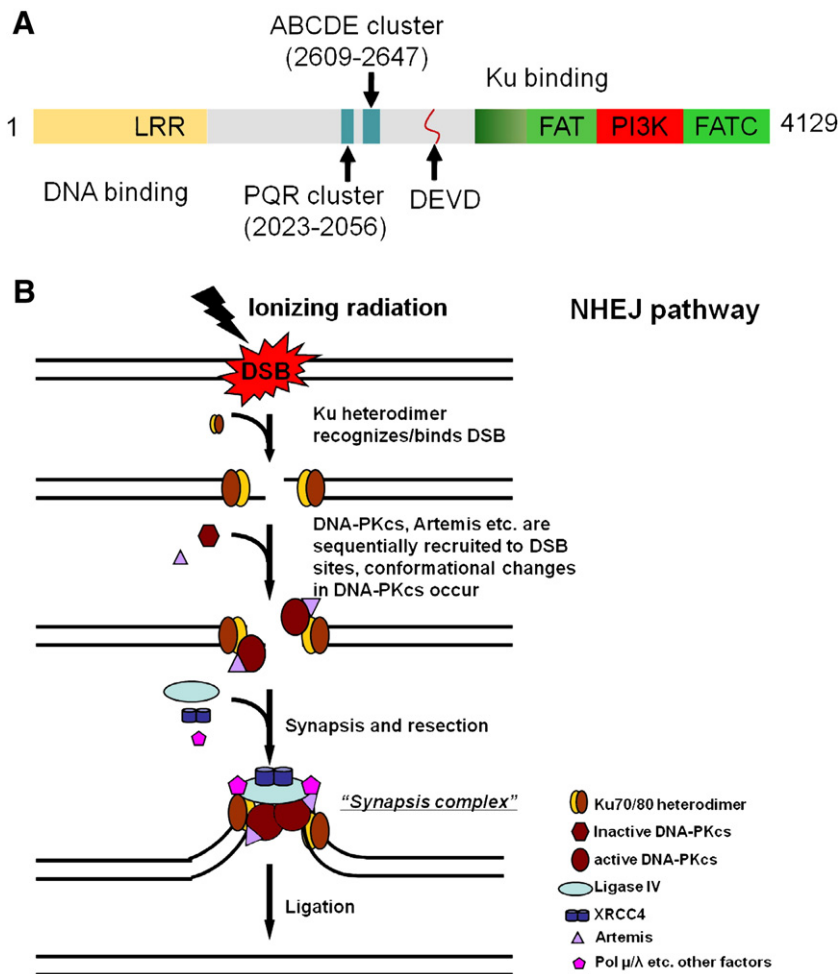 A
ABCDE cluster
(2609-2647)
Ku binding
1
LRR
FAT
PI3K
FATC
4129
DNA binding
PQR cluster
(2023-2056)
DEVD
B
Ionizing radiation
NHEJ pathway
DSB
Ku heterodimer
recognizes/binds DSB
DNA-PKcs, Artemis etc. are
sequentially recruited to DSB
sites, conformational changes
in DNA-PKcs occur
Synapsis and resection
"Synapsis complex"
Ku70/80 heterodimer
Inactive DNA-PKcs
active DNA-PKcs
Ligase IV
XRCC4
Artemis
Pol μ/λ etc. other factors
Ligation